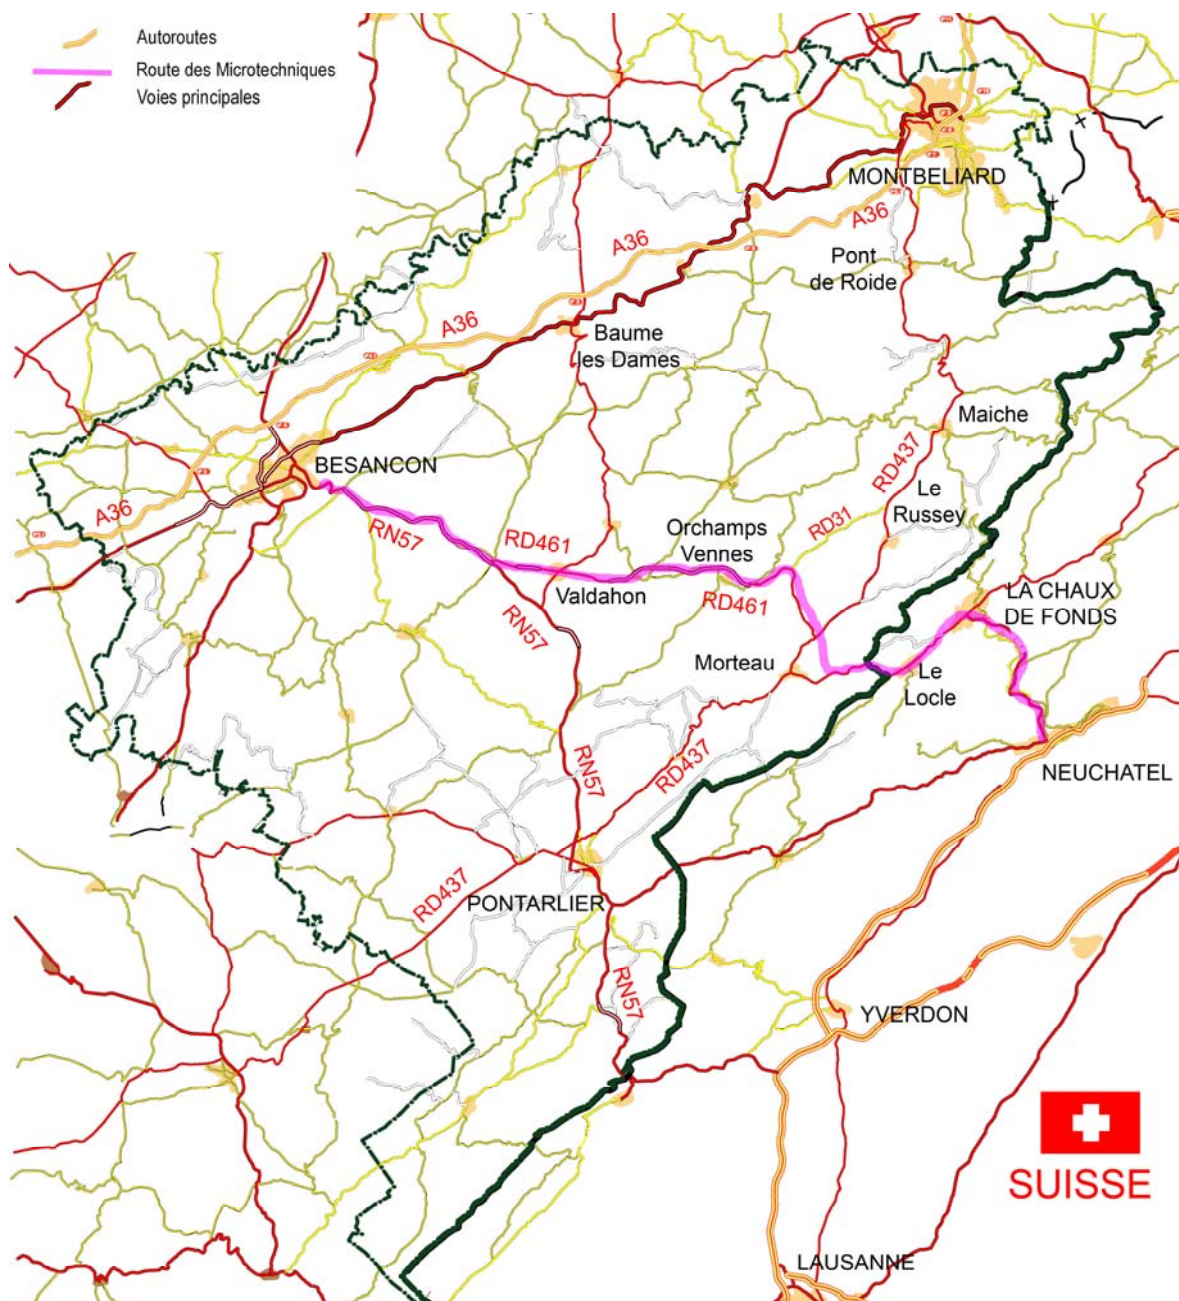 Autoroutes
Route des Microtechniques
Voies principales
MONTBELIARD
A36
A36
Pont
de Roide
A36
Baume
les Dames
Maiche
BESANCON
RD437
A36
Le
Russey
RN57
RD461
Orchamps
Vennes
RD31
Valdahon
RD461
LA CHAUX
DE FONDS
RN57
Morteau
Le
Locle
RN57
RD437
NEUCHATEL
RD437
PONTARLIER
RN57
YVERDON
SUISSE
LAUSANNE